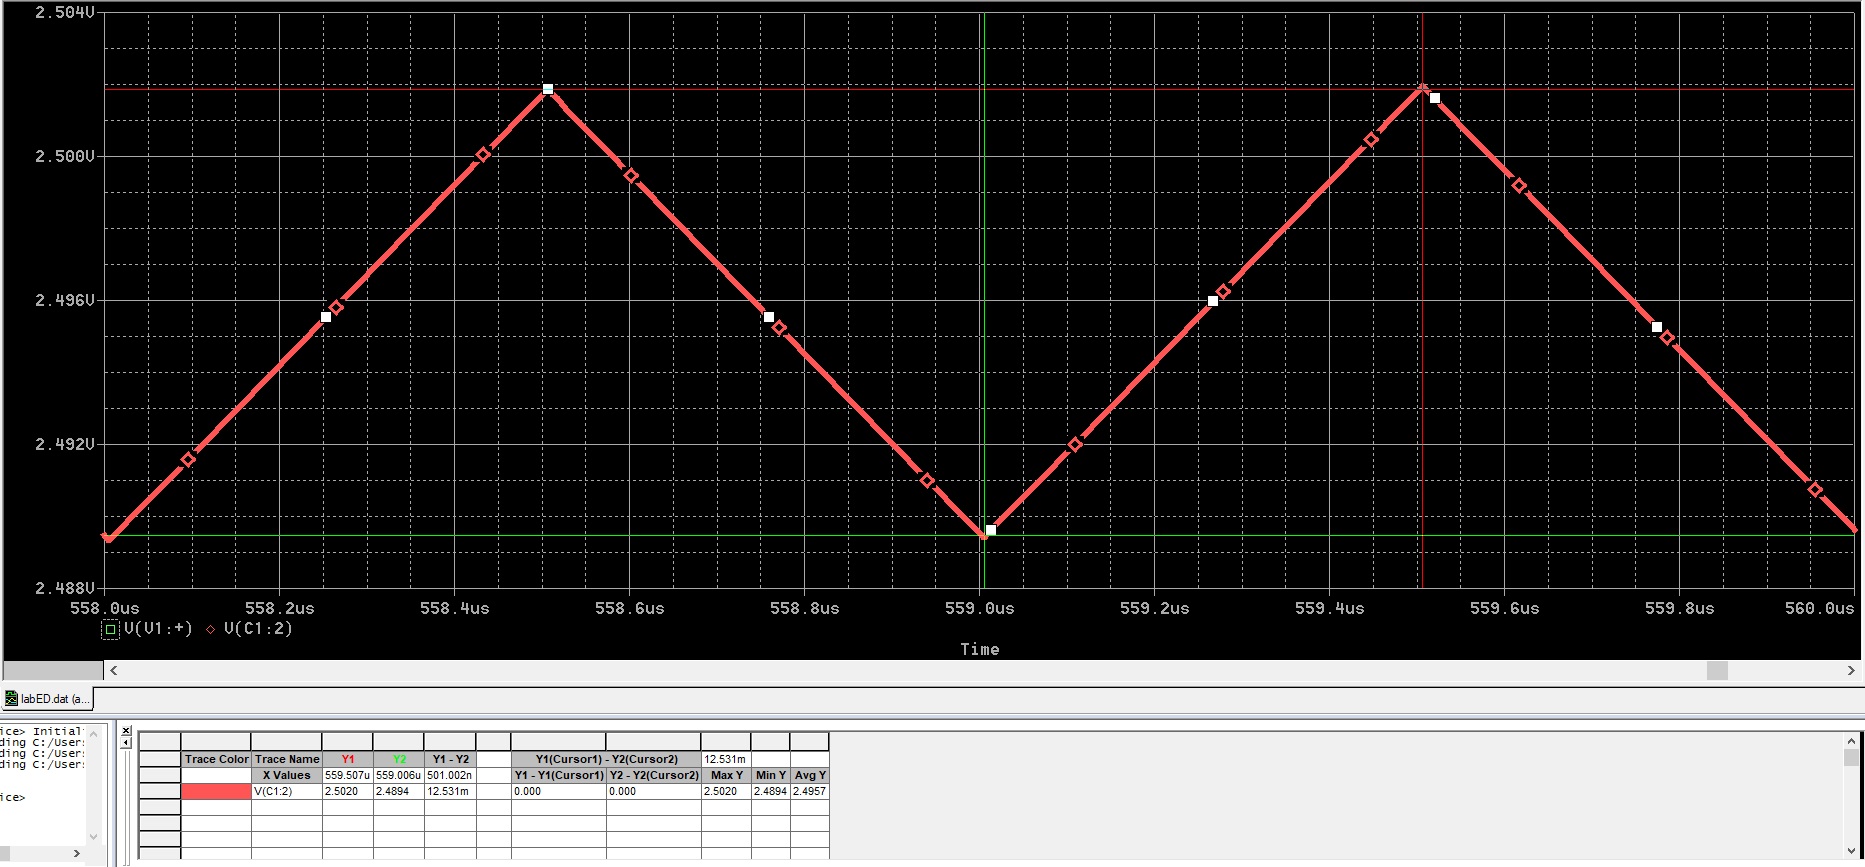 2.504V
2.500V
2.496V
2.492V
2.488V
558.0us 558.2us 558.4us 558.6us 558.8us 559.0us 559.2us 559.4us 559.6us 559.8us 560.0us
V(V1:+) V(C1:2)
Time
labED.dat (a...
ice> Initial
ding C:/User
ding C:/User
ding C:/User
ice>
Trace Color Trace Name Y1 Y2 Y1 - Y2 Y1(Cursor1) - Y2(Cursor2) 12.531m
X Values 559.507u 559.006u 501.002n Y1 - Y1(Cursor1) Y2 - Y2(Cursor2) Max Y Min Y Avg Y
V(C1:2) 2.5020 2.4894 12.531m 0.000 0.000 2.5020 2.4894 2.4957